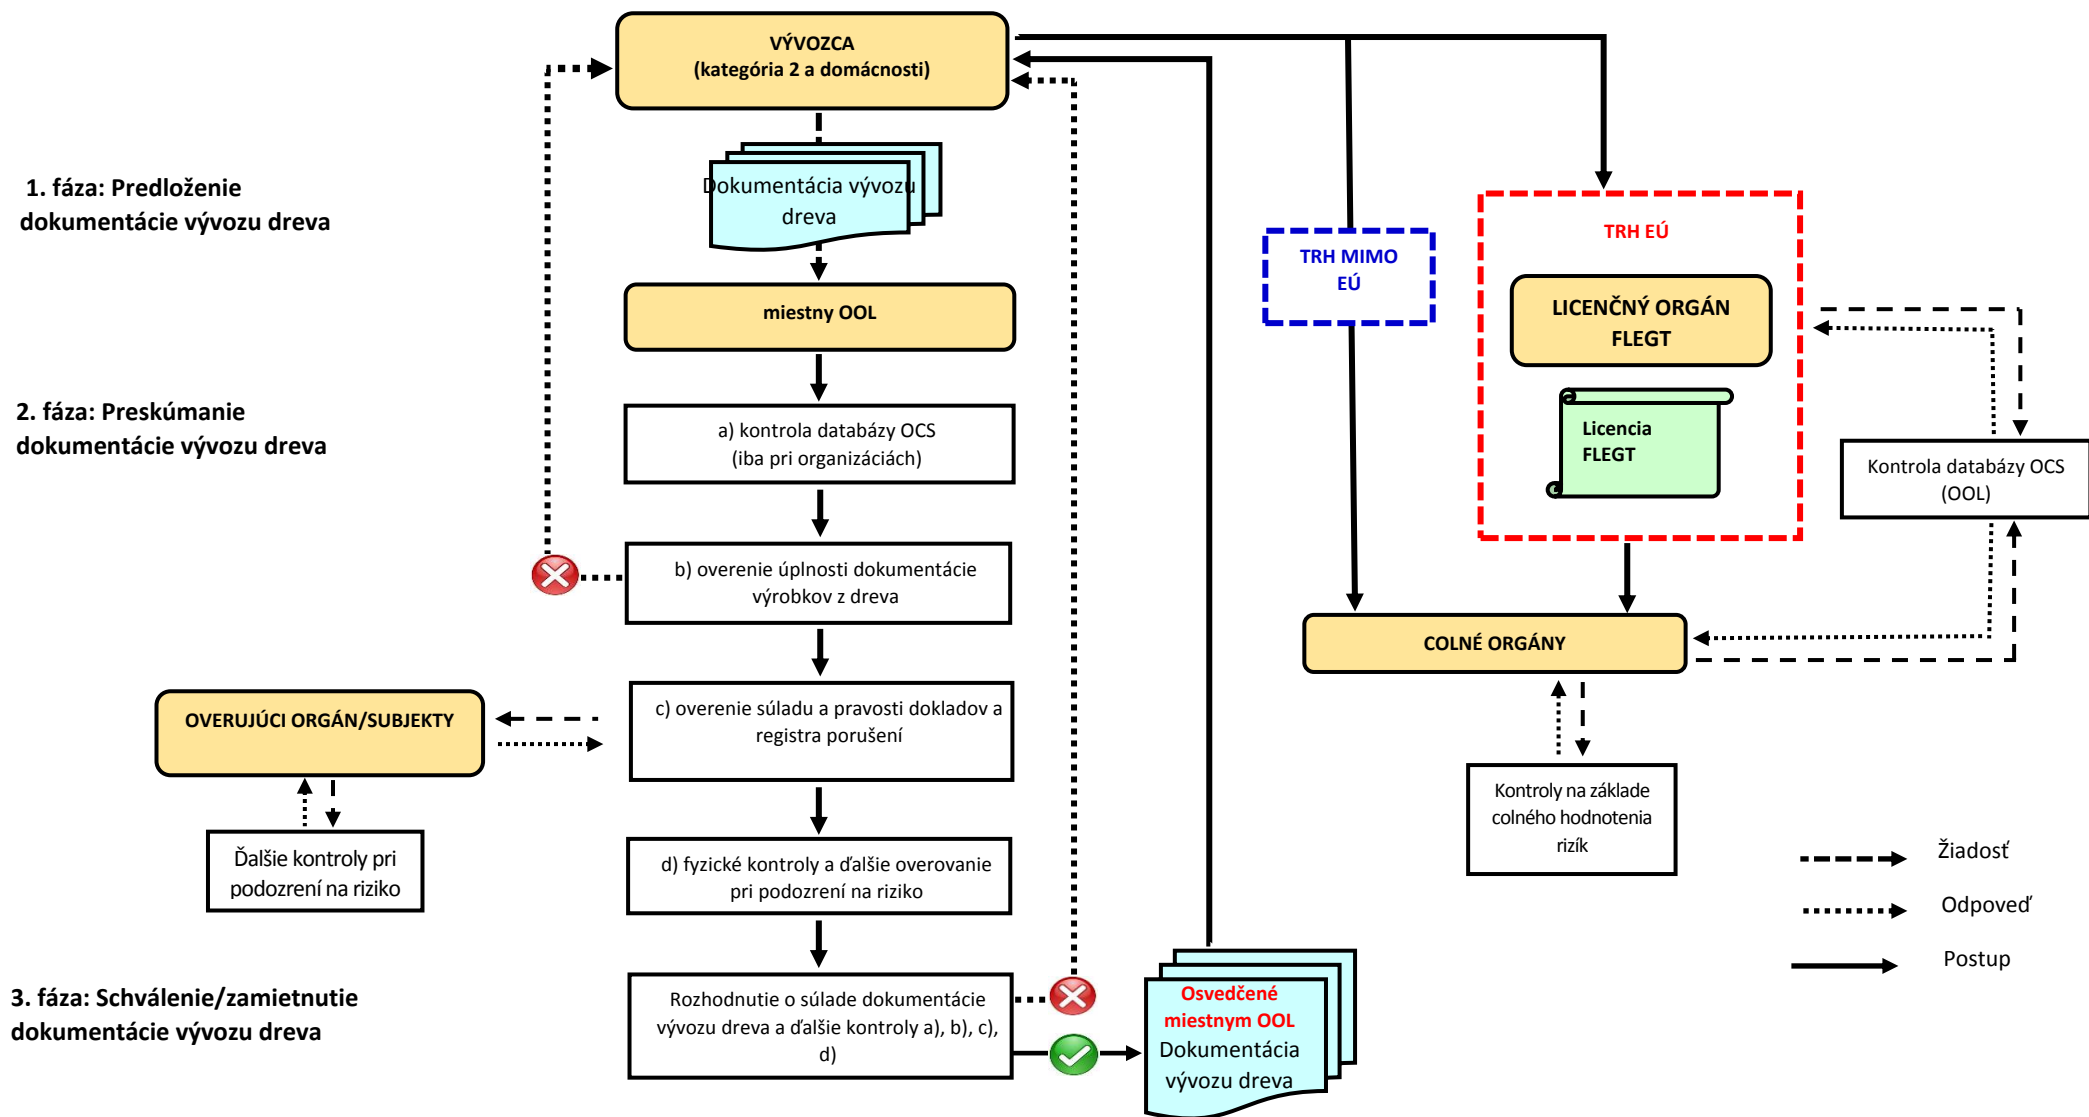 VÝVOZCA
(kategória 2 a domácnosti)
1. fáza: Predloženie
dokumentácie vývozu dreva
Dokumentácia vývozu
dreva
TRH MIMO
EÚ
TRH EÚ
LICENČNÝ ORGÁN
FLEGT
Licencia
FLEGT
miestny OOL
2. fáza: Preskúmanie
dokumentácie vývozu dreva
a) kontrola databázy OCS
(iba pri organizáciách)
Kontrola databázy OCS
(OOL)
b) overenie úplnosti dokumentácie
výrobkov z dreva
COLNÉ ORGÁNY
OVERUJÚCI ORGÁN/SUBJEKTY
c) overenie súladu a pravosti dokladov a
registra porušení
Kontroly na základe
colného hodnotenia
rizík
Ďalšie kontroly pri
podozrení na riziko
d) fyzické kontroly a ďalšie overovanie
pri podozrení na riziko
Žiadosť
Odpoveď
Postup
3. fáza: Schválenie/zamietnutie
dokumentácie vývozu dreva
Rozhodnutie o súlade dokumentácie
vývozu dreva a ďalšie kontroly a), b), c),
d)
Osvedčené
miestnym OOL
Dokumentácia
vývozu dreva